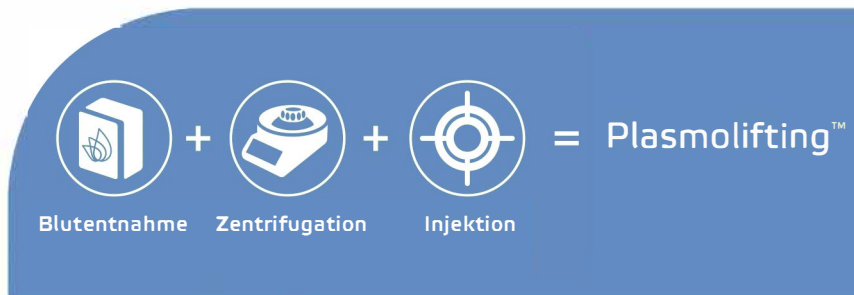 + + = Plasmolifting™
Blutentnahme Zentrifugation Injektion